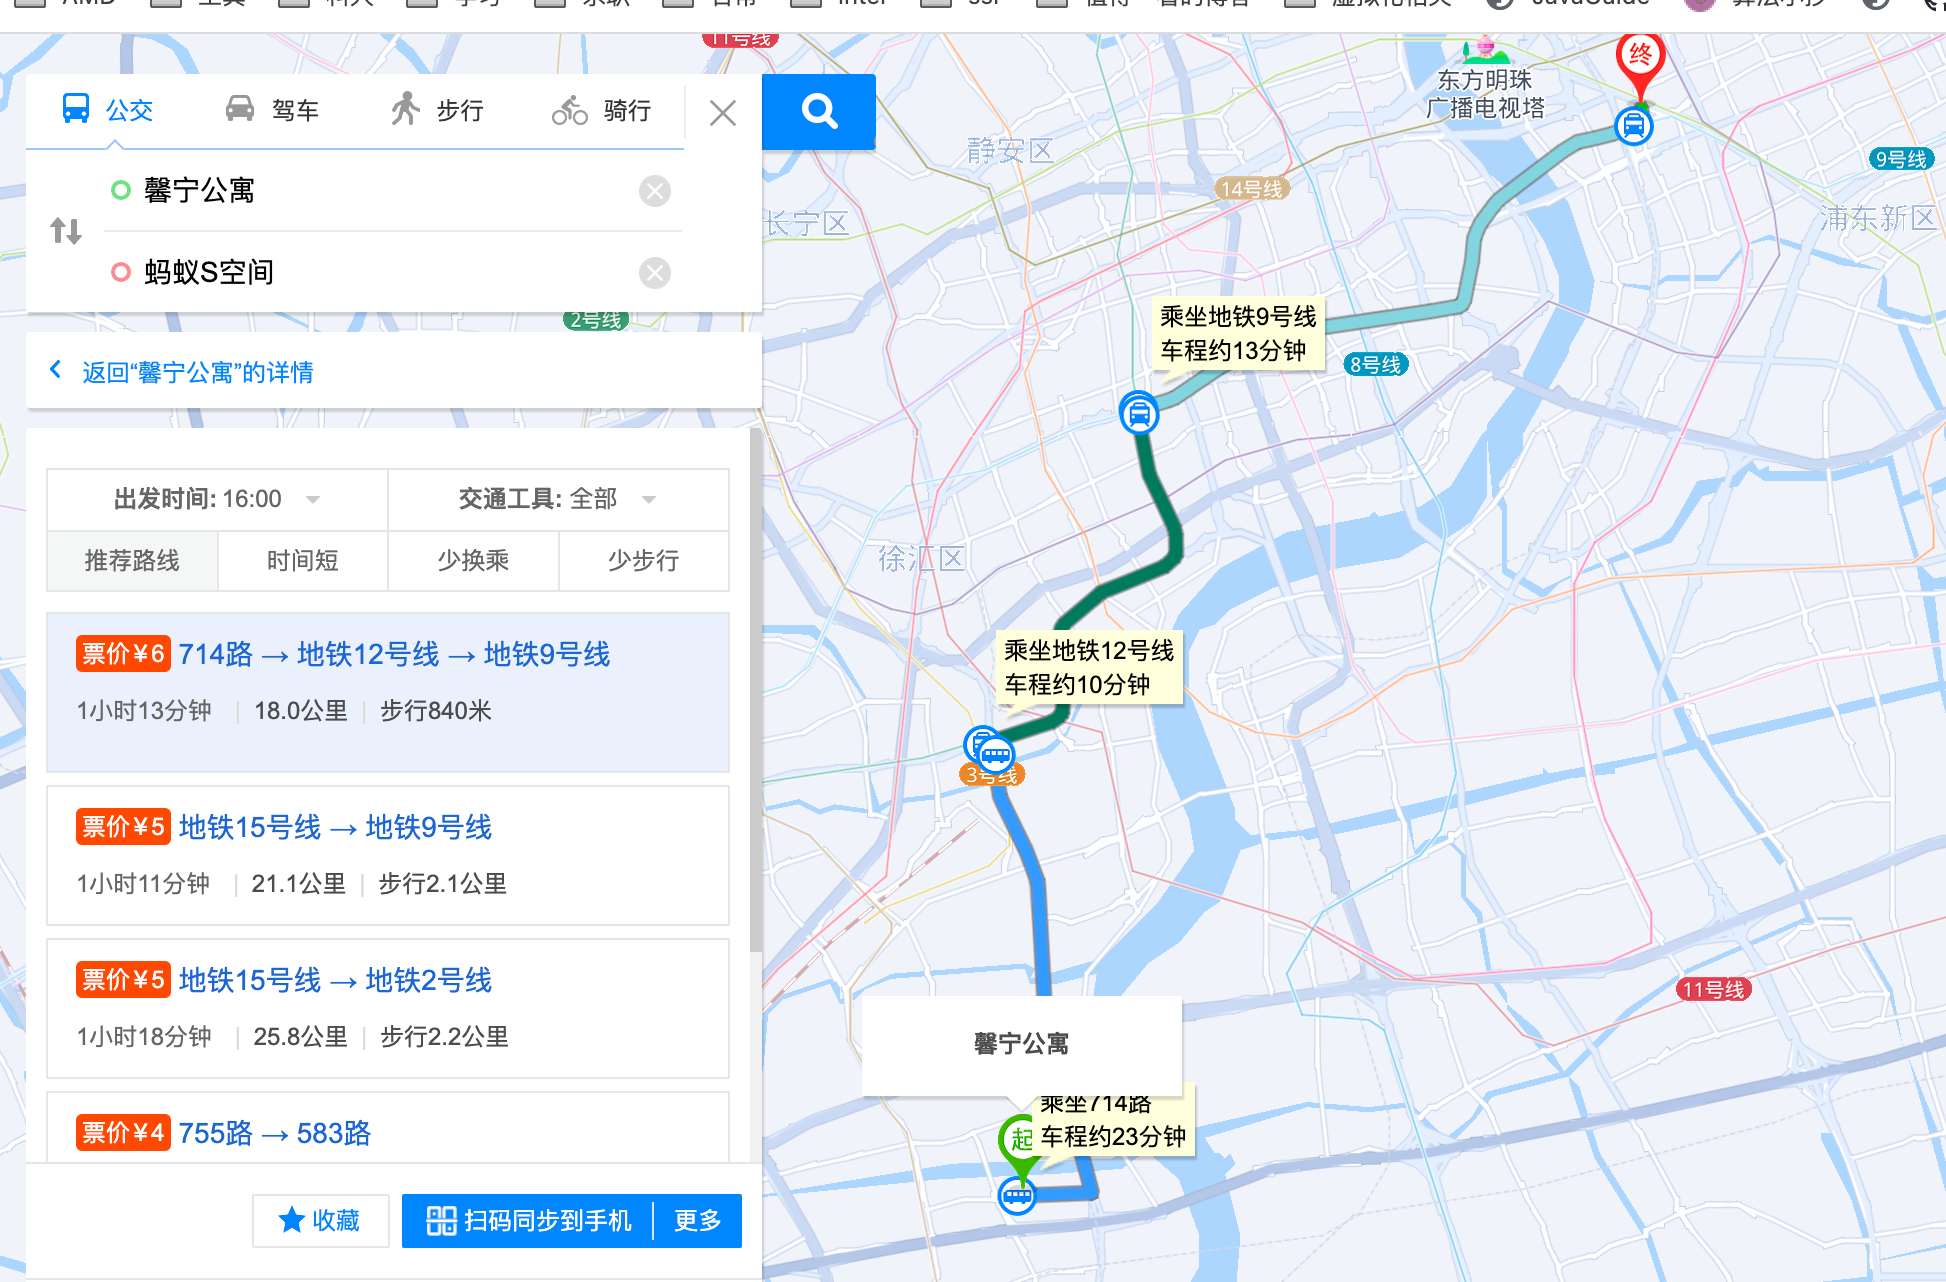 11号线
公交
驾车
步行
骑行
馨宁公寓
蚂蚁S空间
返回“馨宁公寓”的详情
出发时间: 16:00
交通工具: 全部
推荐路线
时间短
少换乘
少步行
票价¥6 714路 → 地铁12号线 → 地铁9号线
1小时13分钟 | 18.0公里 | 步行840米
票价¥5 地铁15号线 → 地铁9号线
1小时11分钟 | 21.1公里 | 步行2.1公里
票价¥5 地铁15号线 → 地铁2号线
1小时18分钟 | 25.8公里 | 步行2.2公里
票价¥4 755路 → 583路
收藏
扫码同步到手机
更多
东方明珠
广播电视塔
终
静安区
14号线
9号线
长宁区
浦东新区
2号线
乘坐地铁9号线
车程约13分钟
8号线
徐汇区
乘坐地铁12号线
车程约10分钟
3号线
11号线
馨宁公寓
乘坐714路
车程约23分钟
起